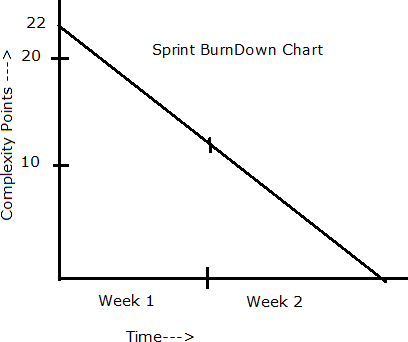 Sprint BurnDown Chart
22
20
10
Complexity Points --->
Week 1
Week 2
Time--->